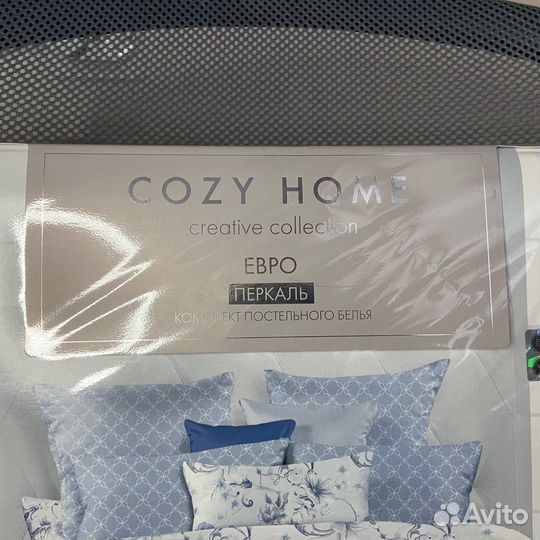 COZY HOME
creative collection
ЕВРО
ПЕРКАЛЬ
КОМПЛЕКТ ПОСТЕЛЬНОГО БЕЛЬЯ
Avito